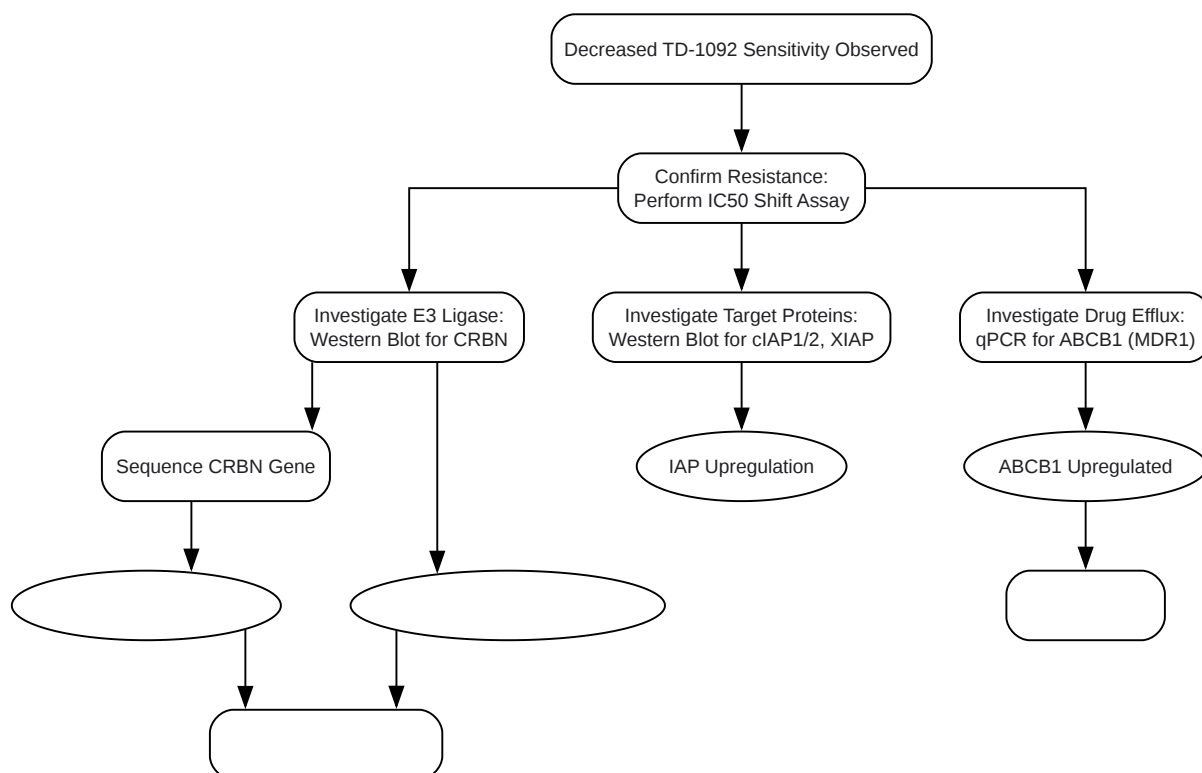 Decreased TD-1092 Sensitivity Observed
Confirm Resistance:
Perform IC50 Shift Assay
Investigate E3 Ligase:
Western Blot for CRBN
Investigate Target Proteins:
Western Blot for cIAP1/2, XIAP
Investigate Drug Efflux:
qPCR for ABCB1 (MDR1)
Sequence CRBN Gene
IAP Upregulation
ABCB1 Upregulated